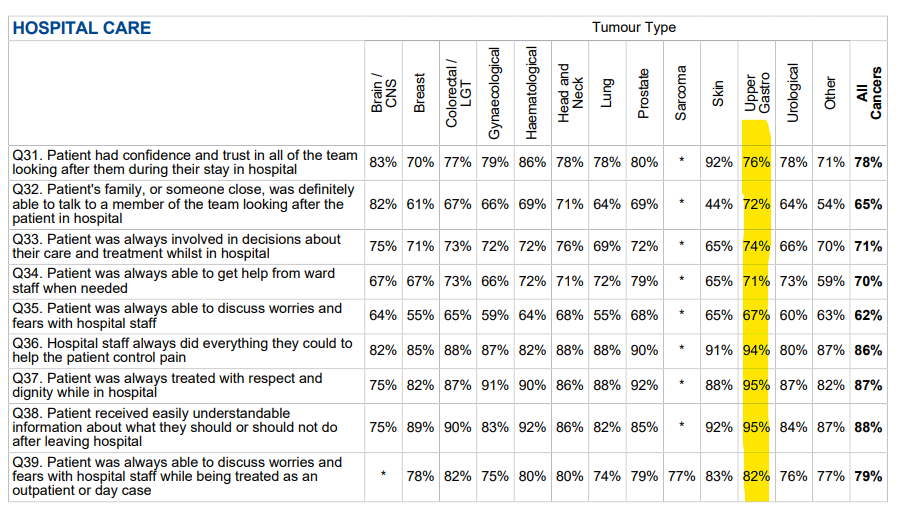 HOSPITAL CARE
Tumour Type
Brain /
CNS
Breast
Colorectal /
LGT
Gynaecological
Haematological
Head and
Neck
Lung
Prostate
Sarcoma
Skin
Upper
Gastro
Urological
Other
All
Cancers
Q31. Patient had confidence and trust in all of the team
looking after them during their stay in hospital
83% 70% 77% 79% 86% 78% 78% 80% * 92% 76% 78% 71% 78%
Q32. Patient's family, or someone close, was definitely
able to talk to a member of the team looking after the
patient in hospital
82% 61% 67% 66% 69% 71% 64% 69% * 44% 72% 64% 54% 65%
Q33. Patient was always involved in decisions about
their care and treatment whilst in hospital
75% 71% 73% 72% 72% 76% 69% 72% * 65% 74% 66% 70% 71%
Q34. Patient was always able to get help from ward
staff when needed
67% 67% 73% 66% 72% 71% 72% 79% * 65% 71% 73% 59% 70%
Q35. Patient was always able to discuss worries and
fears with hospital staff
64% 55% 65% 59% 64% 68% 55% 68% * 65% 67% 60% 63% 62%
Q36. Hospital staff always did everything they could to
help the patient control pain
82% 85% 88% 87% 82% 88% 88% 90% * 91% 94% 80% 87% 86%
Q37. Patient was always treated with respect and
dignity while in hospital
75% 82% 87% 91% 90% 86% 88% 92% * 88% 95% 87% 82% 87%
Q38. Patient received easily understandable
information about what they should or should not do
after leaving hospital
75% 89% 90% 83% 92% 86% 82% 85% * 92% 95% 84% 87% 88%
Q39. Patient was always able to discuss worries and
fears with hospital staff while being treated as an
outpatient or day case
* 78% 82% 75% 80% 80% 74% 79% 77% 83% 82% 76% 77% 79%